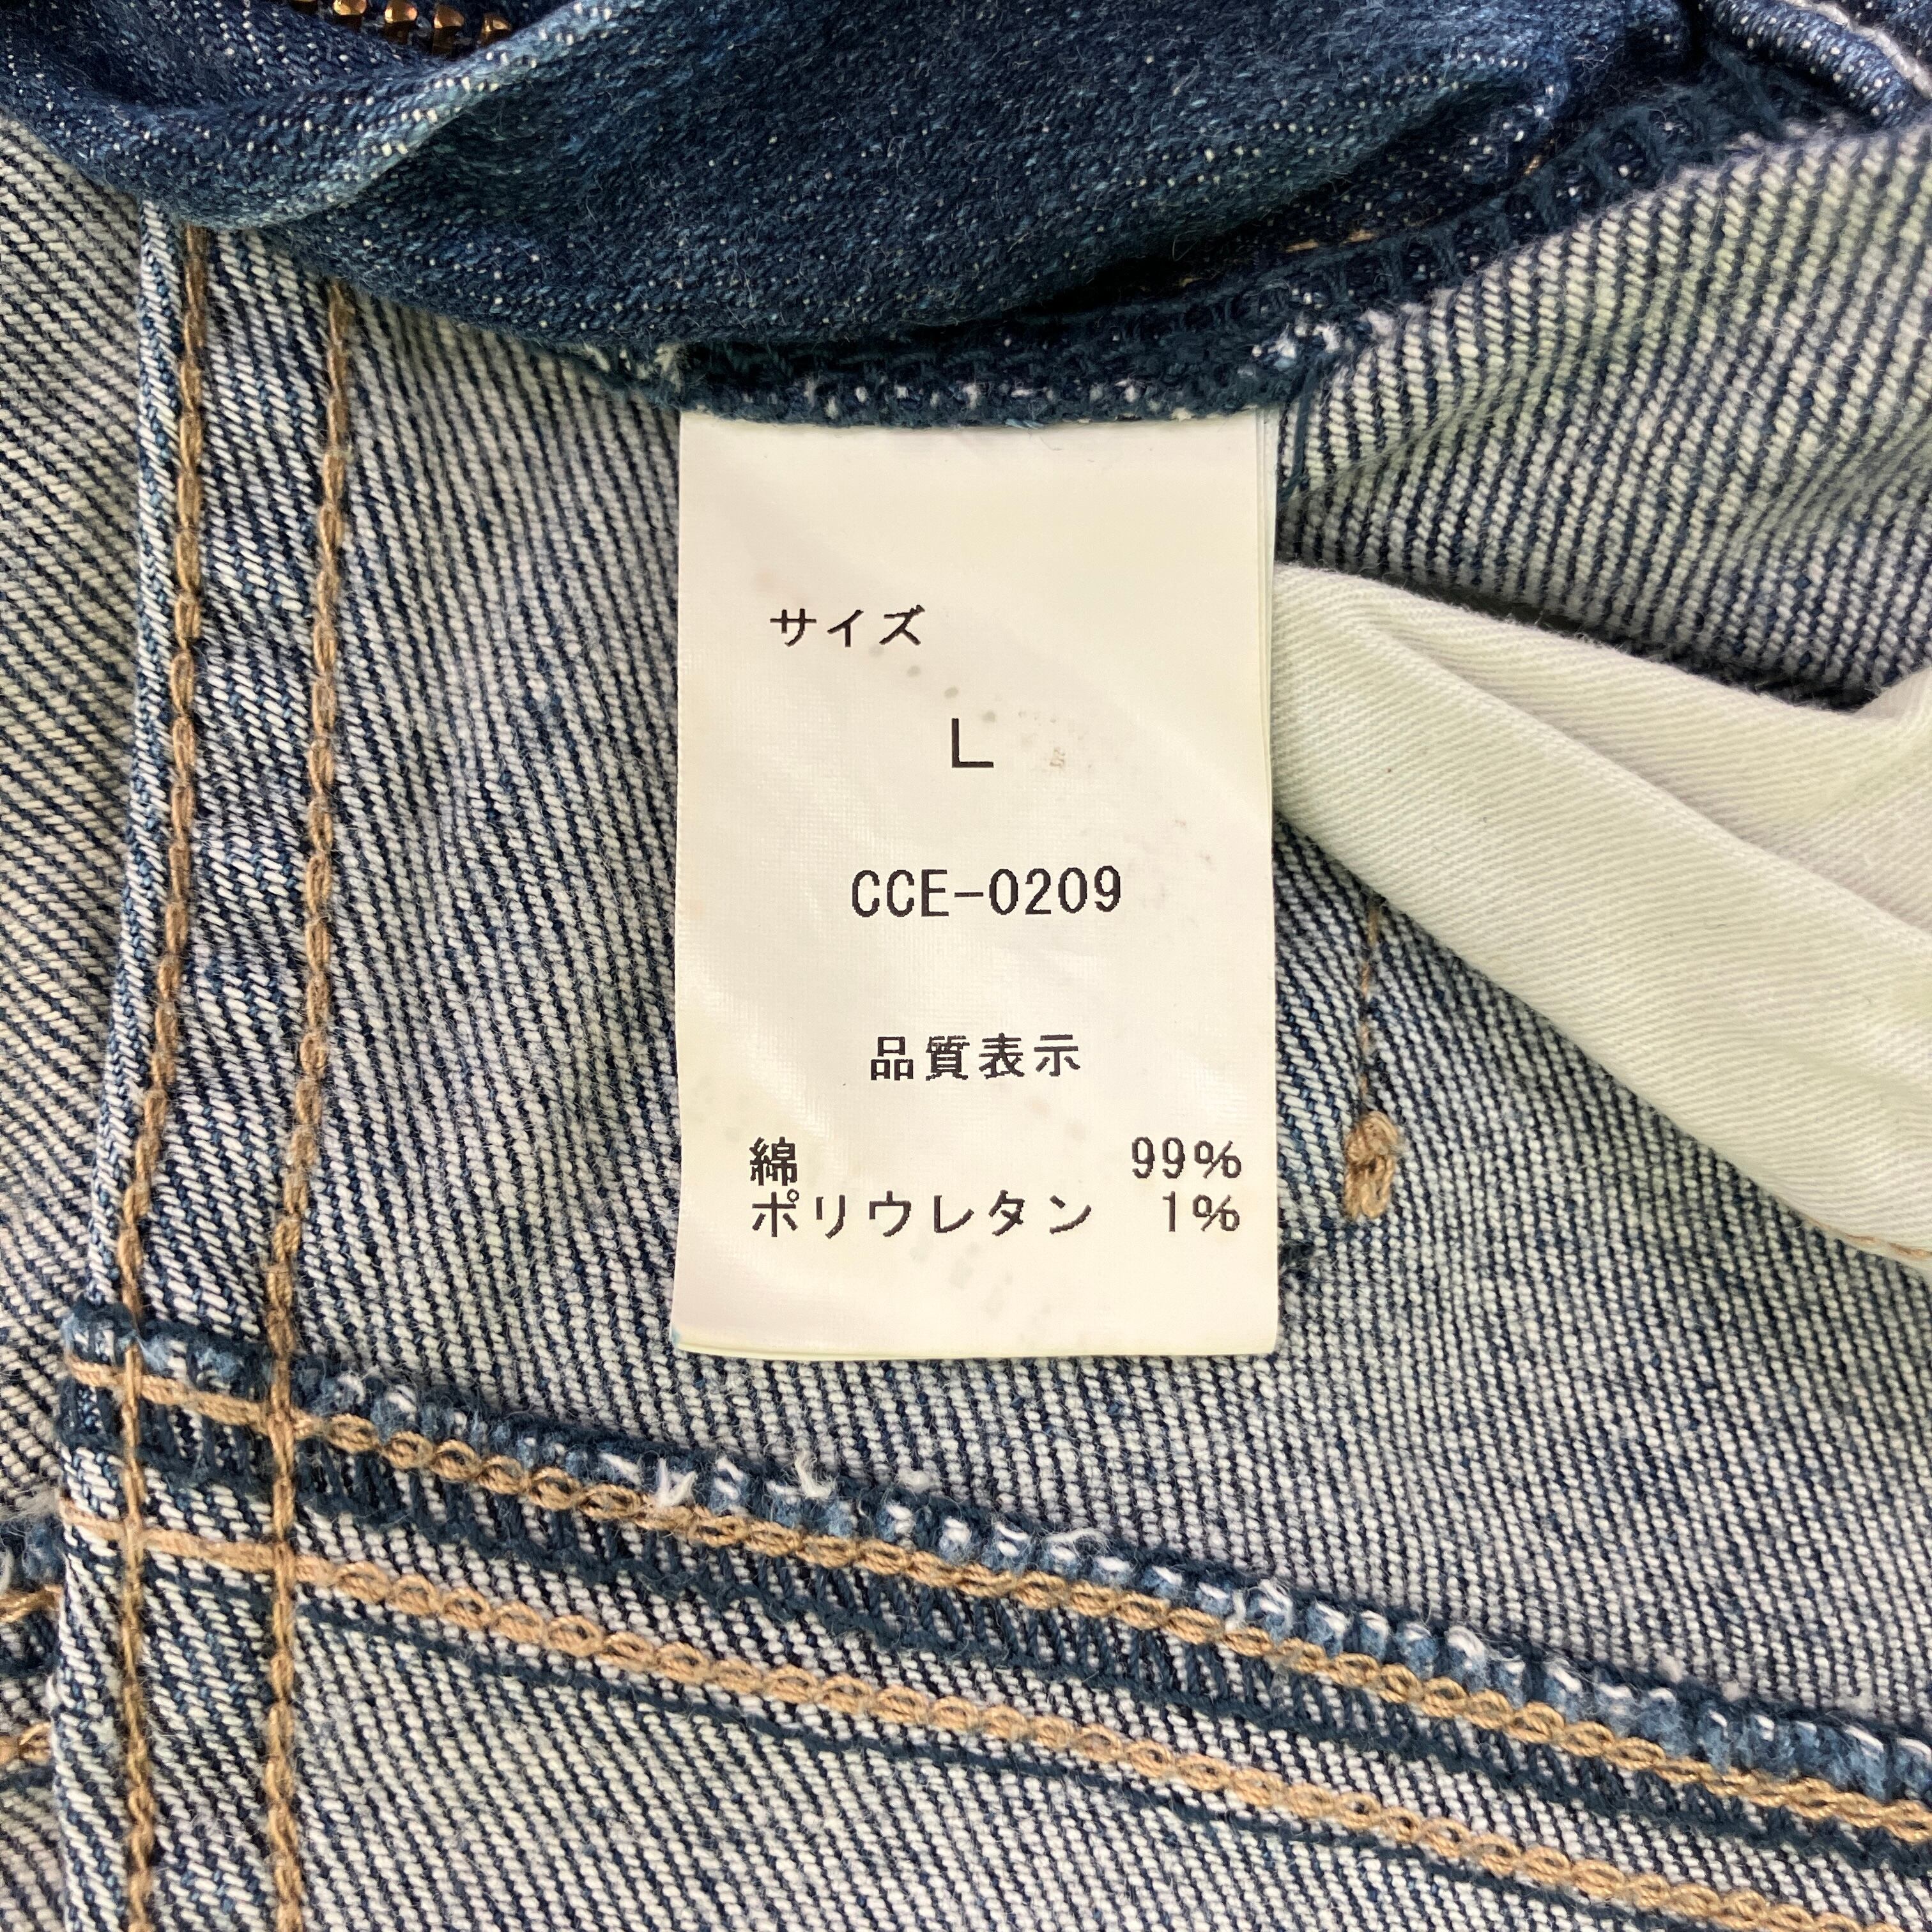 サイズ
L
CCE-0209
品質表示
綿 99%
ポリウレタン 1%